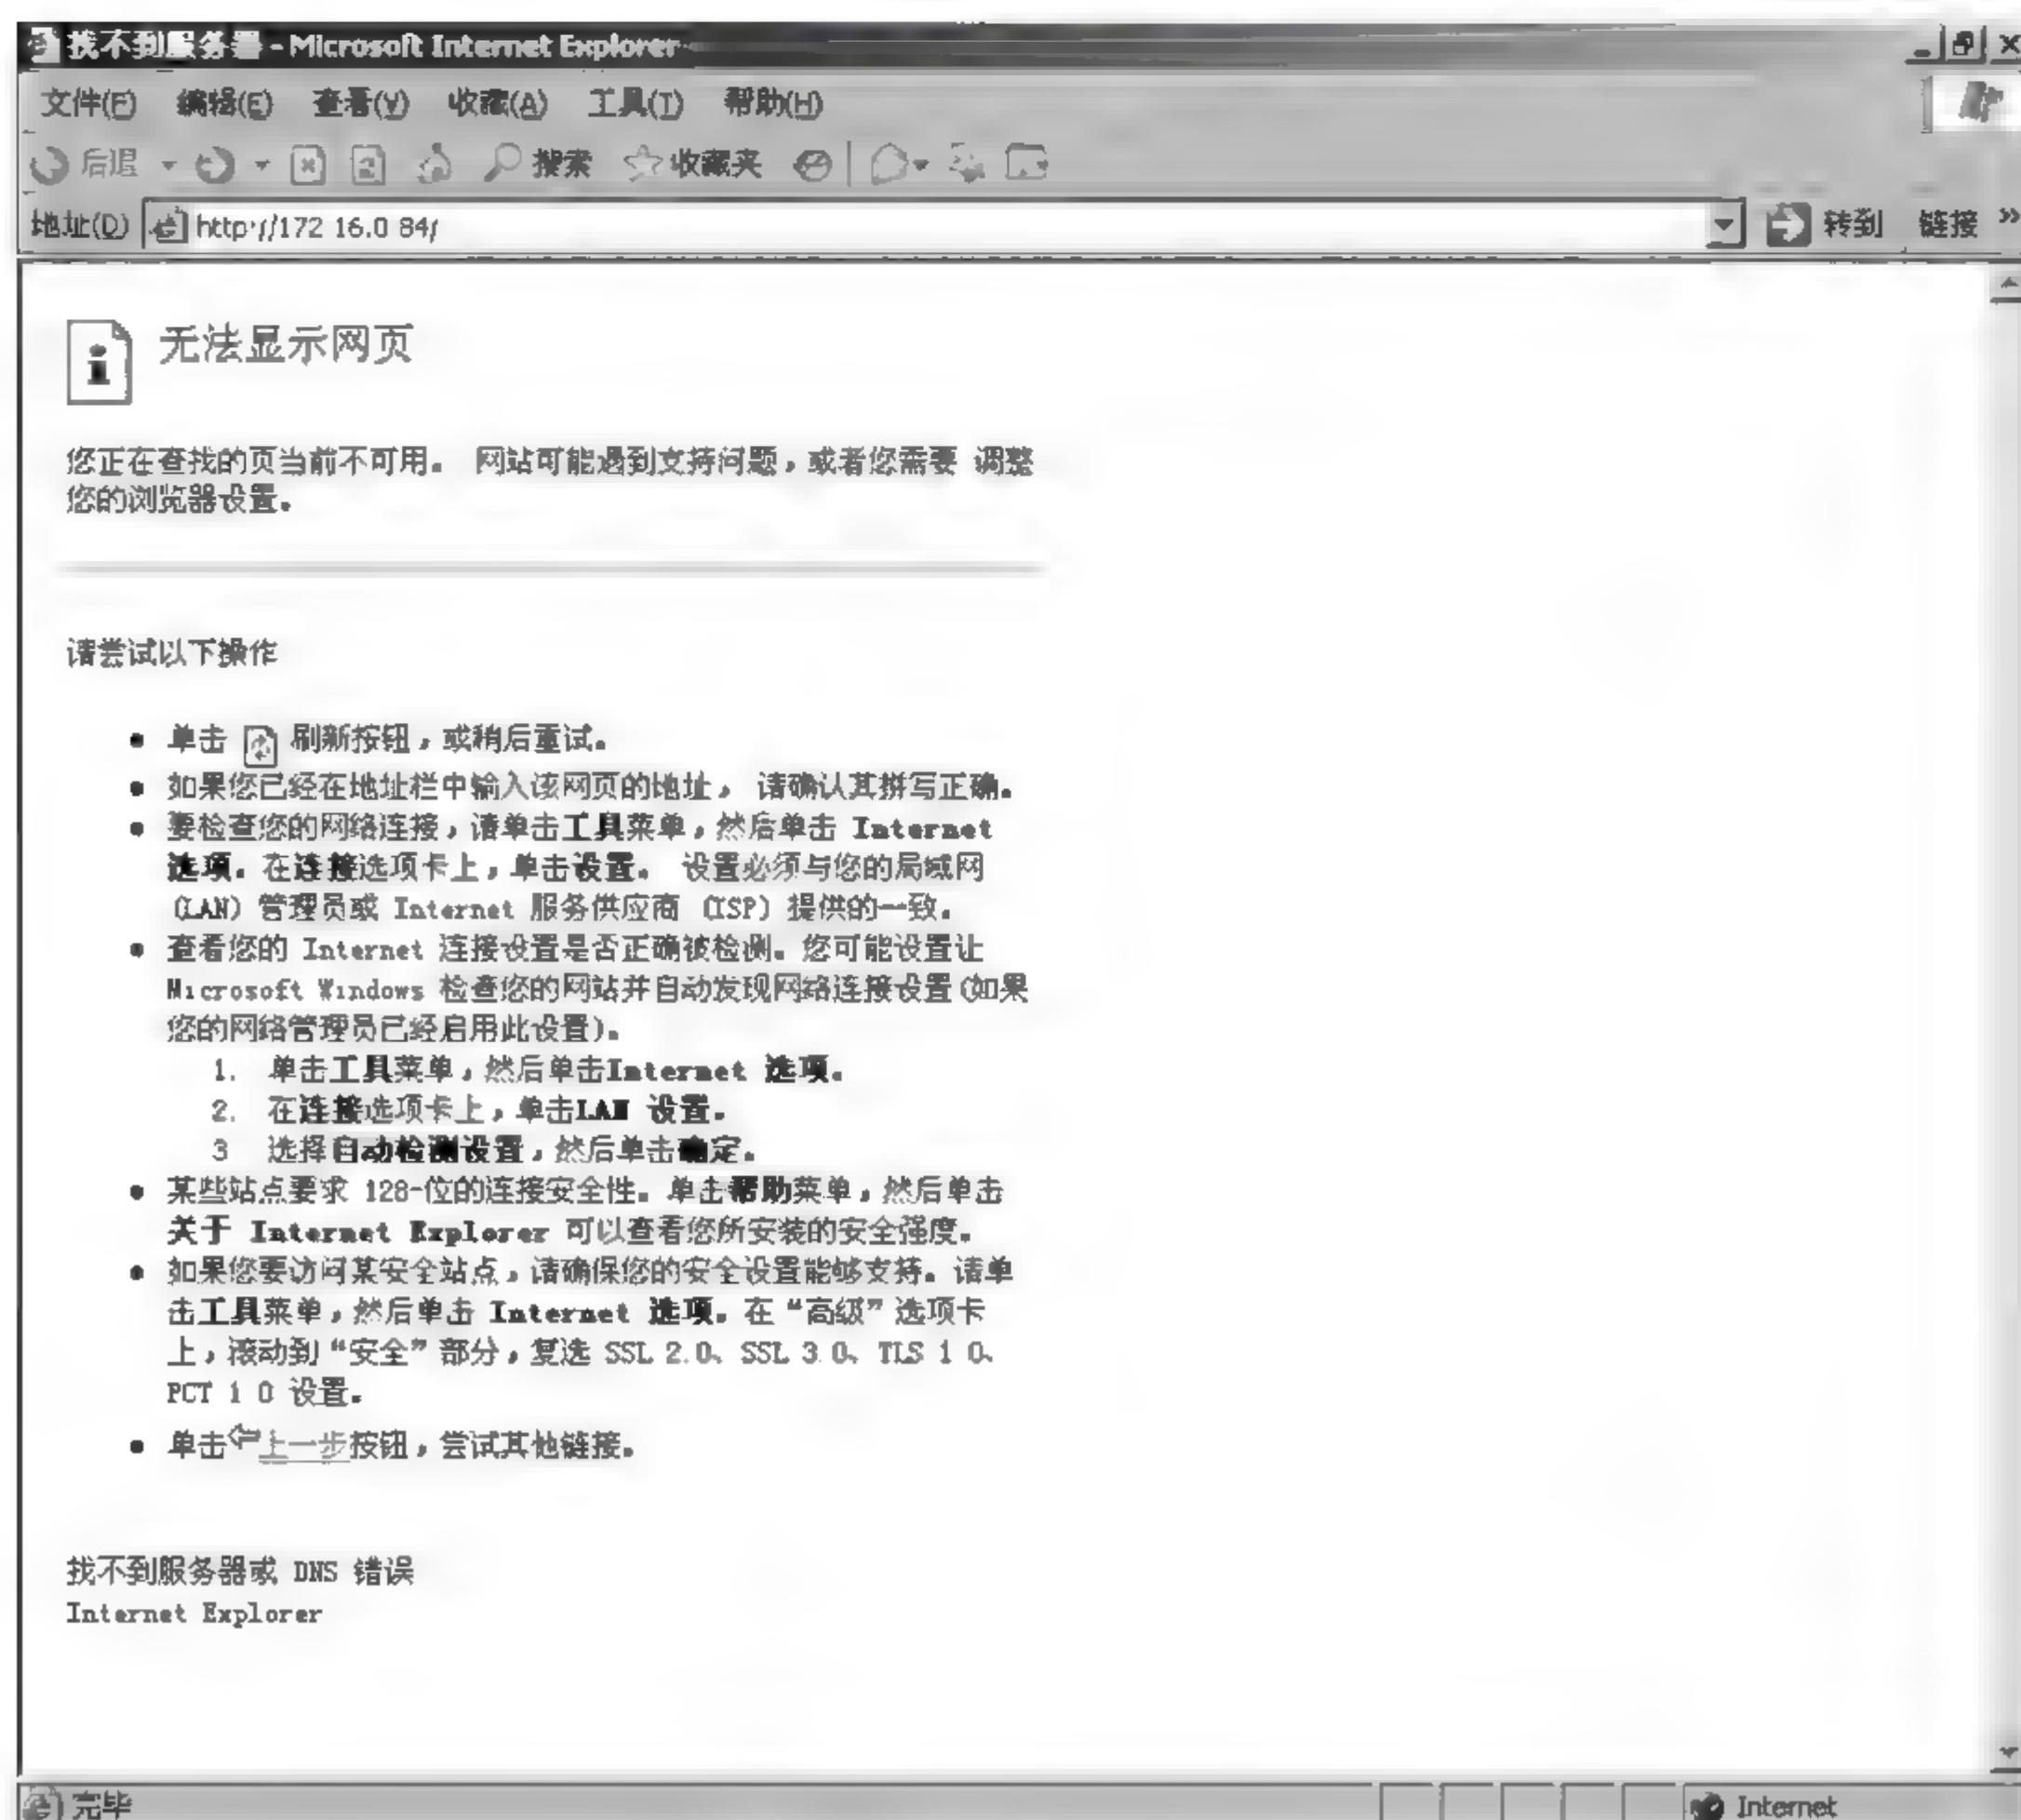 找不到服务器 - Microsoft Internet Explorer
文件(F) 编辑(E) 查看(V) 收藏(A) 工具(T) 帮助(H)
后退 搜索 收藏夹
地址(D) http://172.16.0.84/ 转到 链接 »
无法显示网页
您正在查找的页当前不可用。 网站可能遇到支持问题，或者您需要 调整
您的浏览器设置。
请尝试以下操作
单击 刷新按钮，或稍后重试。
如果您已经在地址栏中输入该网页的地址， 请确认其拼写正确。
要检查您的网络连接，请单击工具菜单，然后单击 Internet
选项。在连接选项卡上，单击设置。 设置必须与您的局域网
(LAN) 管理员或 Internet 服务供应商 (ISP) 提供的一致。
查看您的 Internet 连接设置是否正确被检测。您可能设置让
Microsoft Windows 检查您的网站并自动发现网络连接设置(如果
您的网络管理员已经启用此设置)。
1. 单击工具菜单，然后单击Internet 选项。
2. 在连接选项卡上，单击LAN 设置。
3 选择自动检测设置，然后单击确定。
某些站点要求 128-位的连接安全性。单击帮助菜单，然后单击
关于 Internet Explorer 可以查看您所安装的安全强度。
如果您要访问某安全站点，请确保您的安全设置能够支持。请单
击工具菜单，然后单击 Internet 选项。在“高级”选项卡
上，滚动到“安全”部分，复选 SSL 2.0、SSL 3.0、TLS 1.0、
PCT 1.0 设置。
单击上一步按钮，尝试其他链接。
找不到服务器或 DNS 错误
Internet Explorer
完毕 Internet